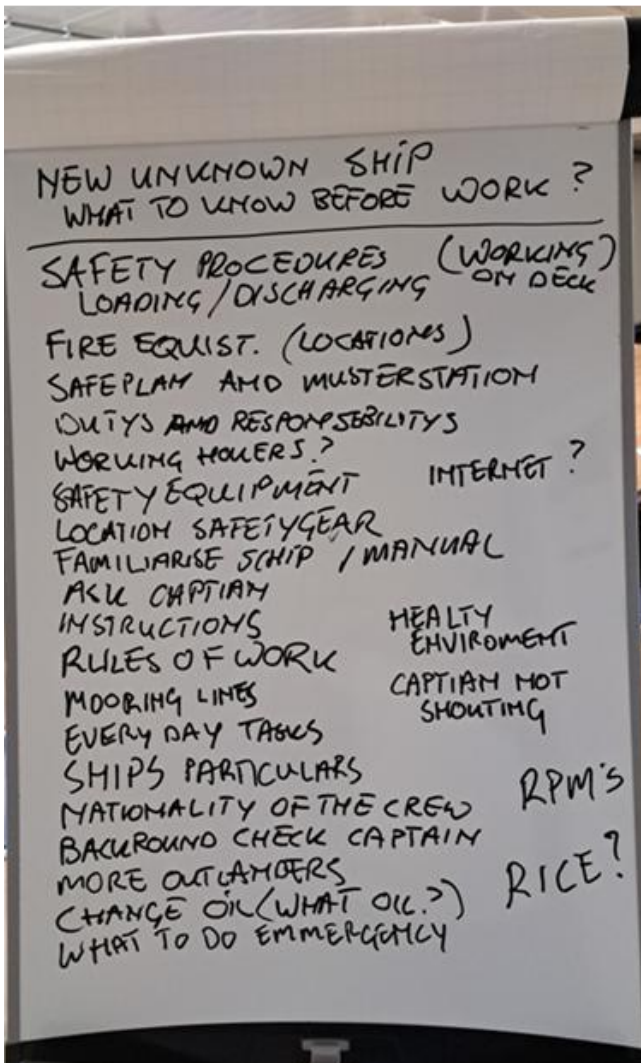 NEW UNKNOWN SHIP
WHAT TO KNOW BEFORE WORK ?
SAFETY PROCEDURES (WORKING)
LOADING / DISCHARGING ON DECK
FIRE EQUIST. (LOCATIONS)
SAFEPLAN AND MUSTERSTATIION
DUTYS AND RESPONSEBILITYS
WORKING HOUERS?
INTERNET ?
SAFETY EQUIPMENT
LOCATION SAFETYGEAR
FAMILIARISE SCHIP / MANUAL
ASK CAPTIAN
INSTRUCTIONS
HEALTY
ENVIROMENT
RULES OF WORK
MOORING LINES
CAPTIAN NOT
SHOUTING
EVERY DAY TASKS
SHIPS PARTICULARS
RPM's
NATIONALITY OF THE CREW
BACKROUND CHECK CAPTAIN
MORE OUTLANDERS
RICE?
CHANGE OIL (WHAT OIL?)
WHAT TO DO EMMERGENCY